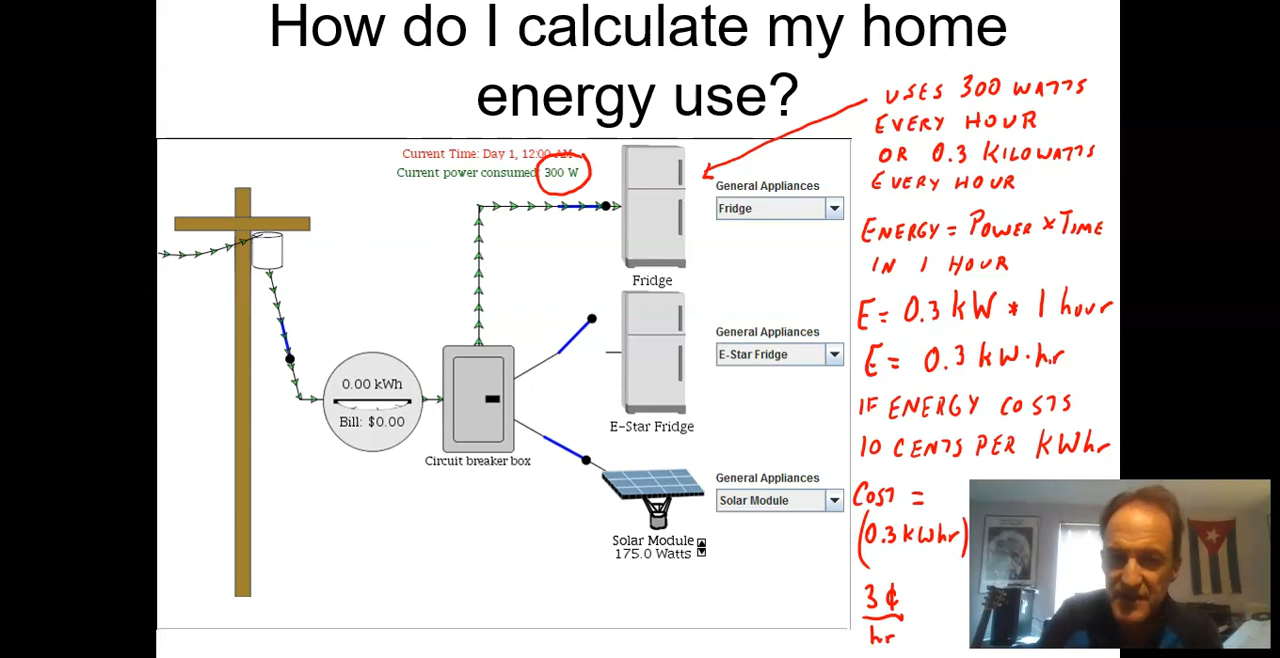 How do I calculate my home
energy use?
USES 300 WATTS
EVERY HOUR
OR 0.3 KILOWATTS
EVERY HOUR
ENERGY = POWER × TIME
IN 1 HOUR
E = 0.3 kW * 1 hour
E = 0.3 kW·hr
IF ENERGY COSTS
10 CENTS PER KWhr
COST =
(0.3 kWhr)
3¢
hr
Current Time: Day 1, 12:00 AM
Current power consumed: 300 W
General Appliances
Fridge
Fridge
General Appliances
E-Star Fridge
E-Star Fridge
0.00 kWh
Bill: $0.00
Circuit breaker box
General Appliances
Solar Module
Solar Module
175.0 Watts